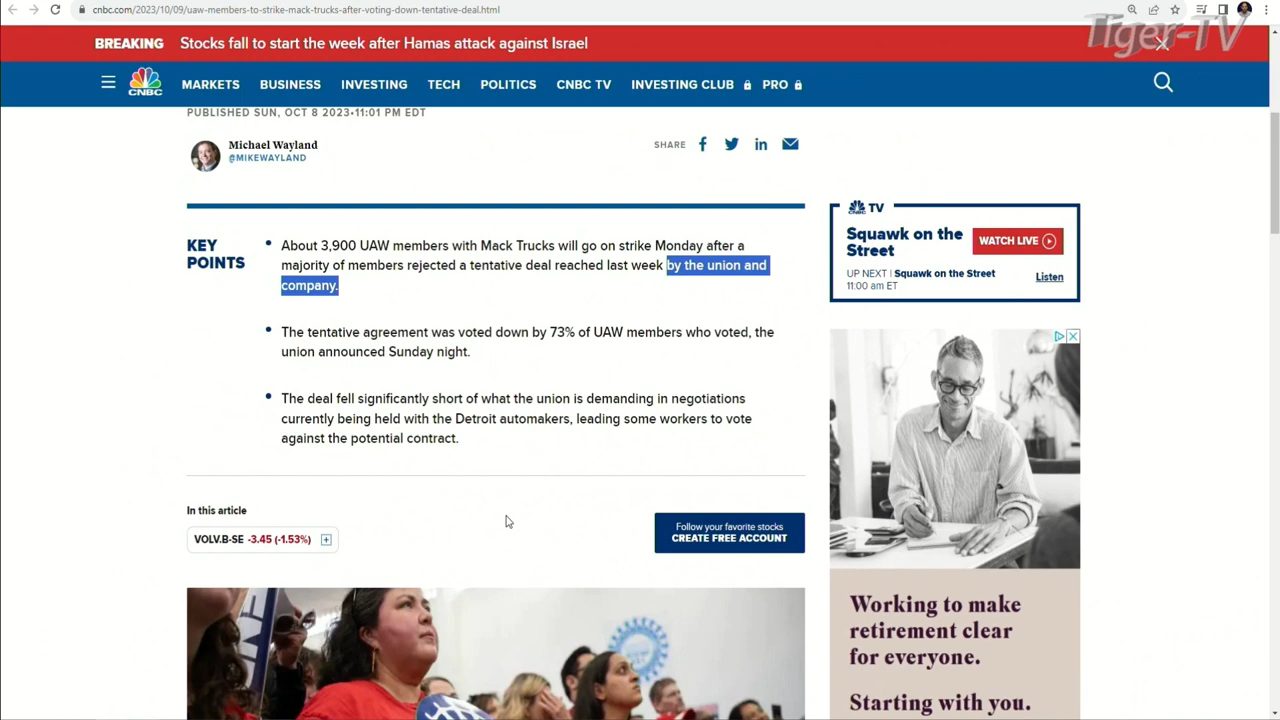 cnbc.com/2023/10/09/uaw-members-to-strike-mack-trucks-after-voting-down-tentative-deal.html
Tiger-TV
BREAKING Stocks fall to start the week after Hamas attack against Israel
CNBC MARKETS BUSINESS INVESTING TECH POLITICS CNBC TV INVESTING CLUB PRO
PUBLISHED SUN, OCT 8 2023•11:01 PM EDT
Michael Wayland
@MIKEWAYLAND
SHARE
KEY
POINTS
• About 3,900 UAW members with Mack Trucks will go on strike Monday after a
majority of members rejected a tentative deal reached last week by the union and
company.
• The tentative agreement was voted down by 73% of UAW members who voted, the
union announced Sunday night.
• The deal fell significantly short of what the union is demanding in negotiations
currently being held with the Detroit automakers, leading some workers to vote
against the potential contract.
In this article
VOLV.B-SE -3.45 (-1.53%)
Follow your favorite stocks
CREATE FREE ACCOUNT
CNBC TV
Squawk on the
Street
WATCH LIVE
UP NEXT | Squawk on the Street
11:00 am ET
Listen
Working to make
retirement clear
for everyone.
Starting with you.